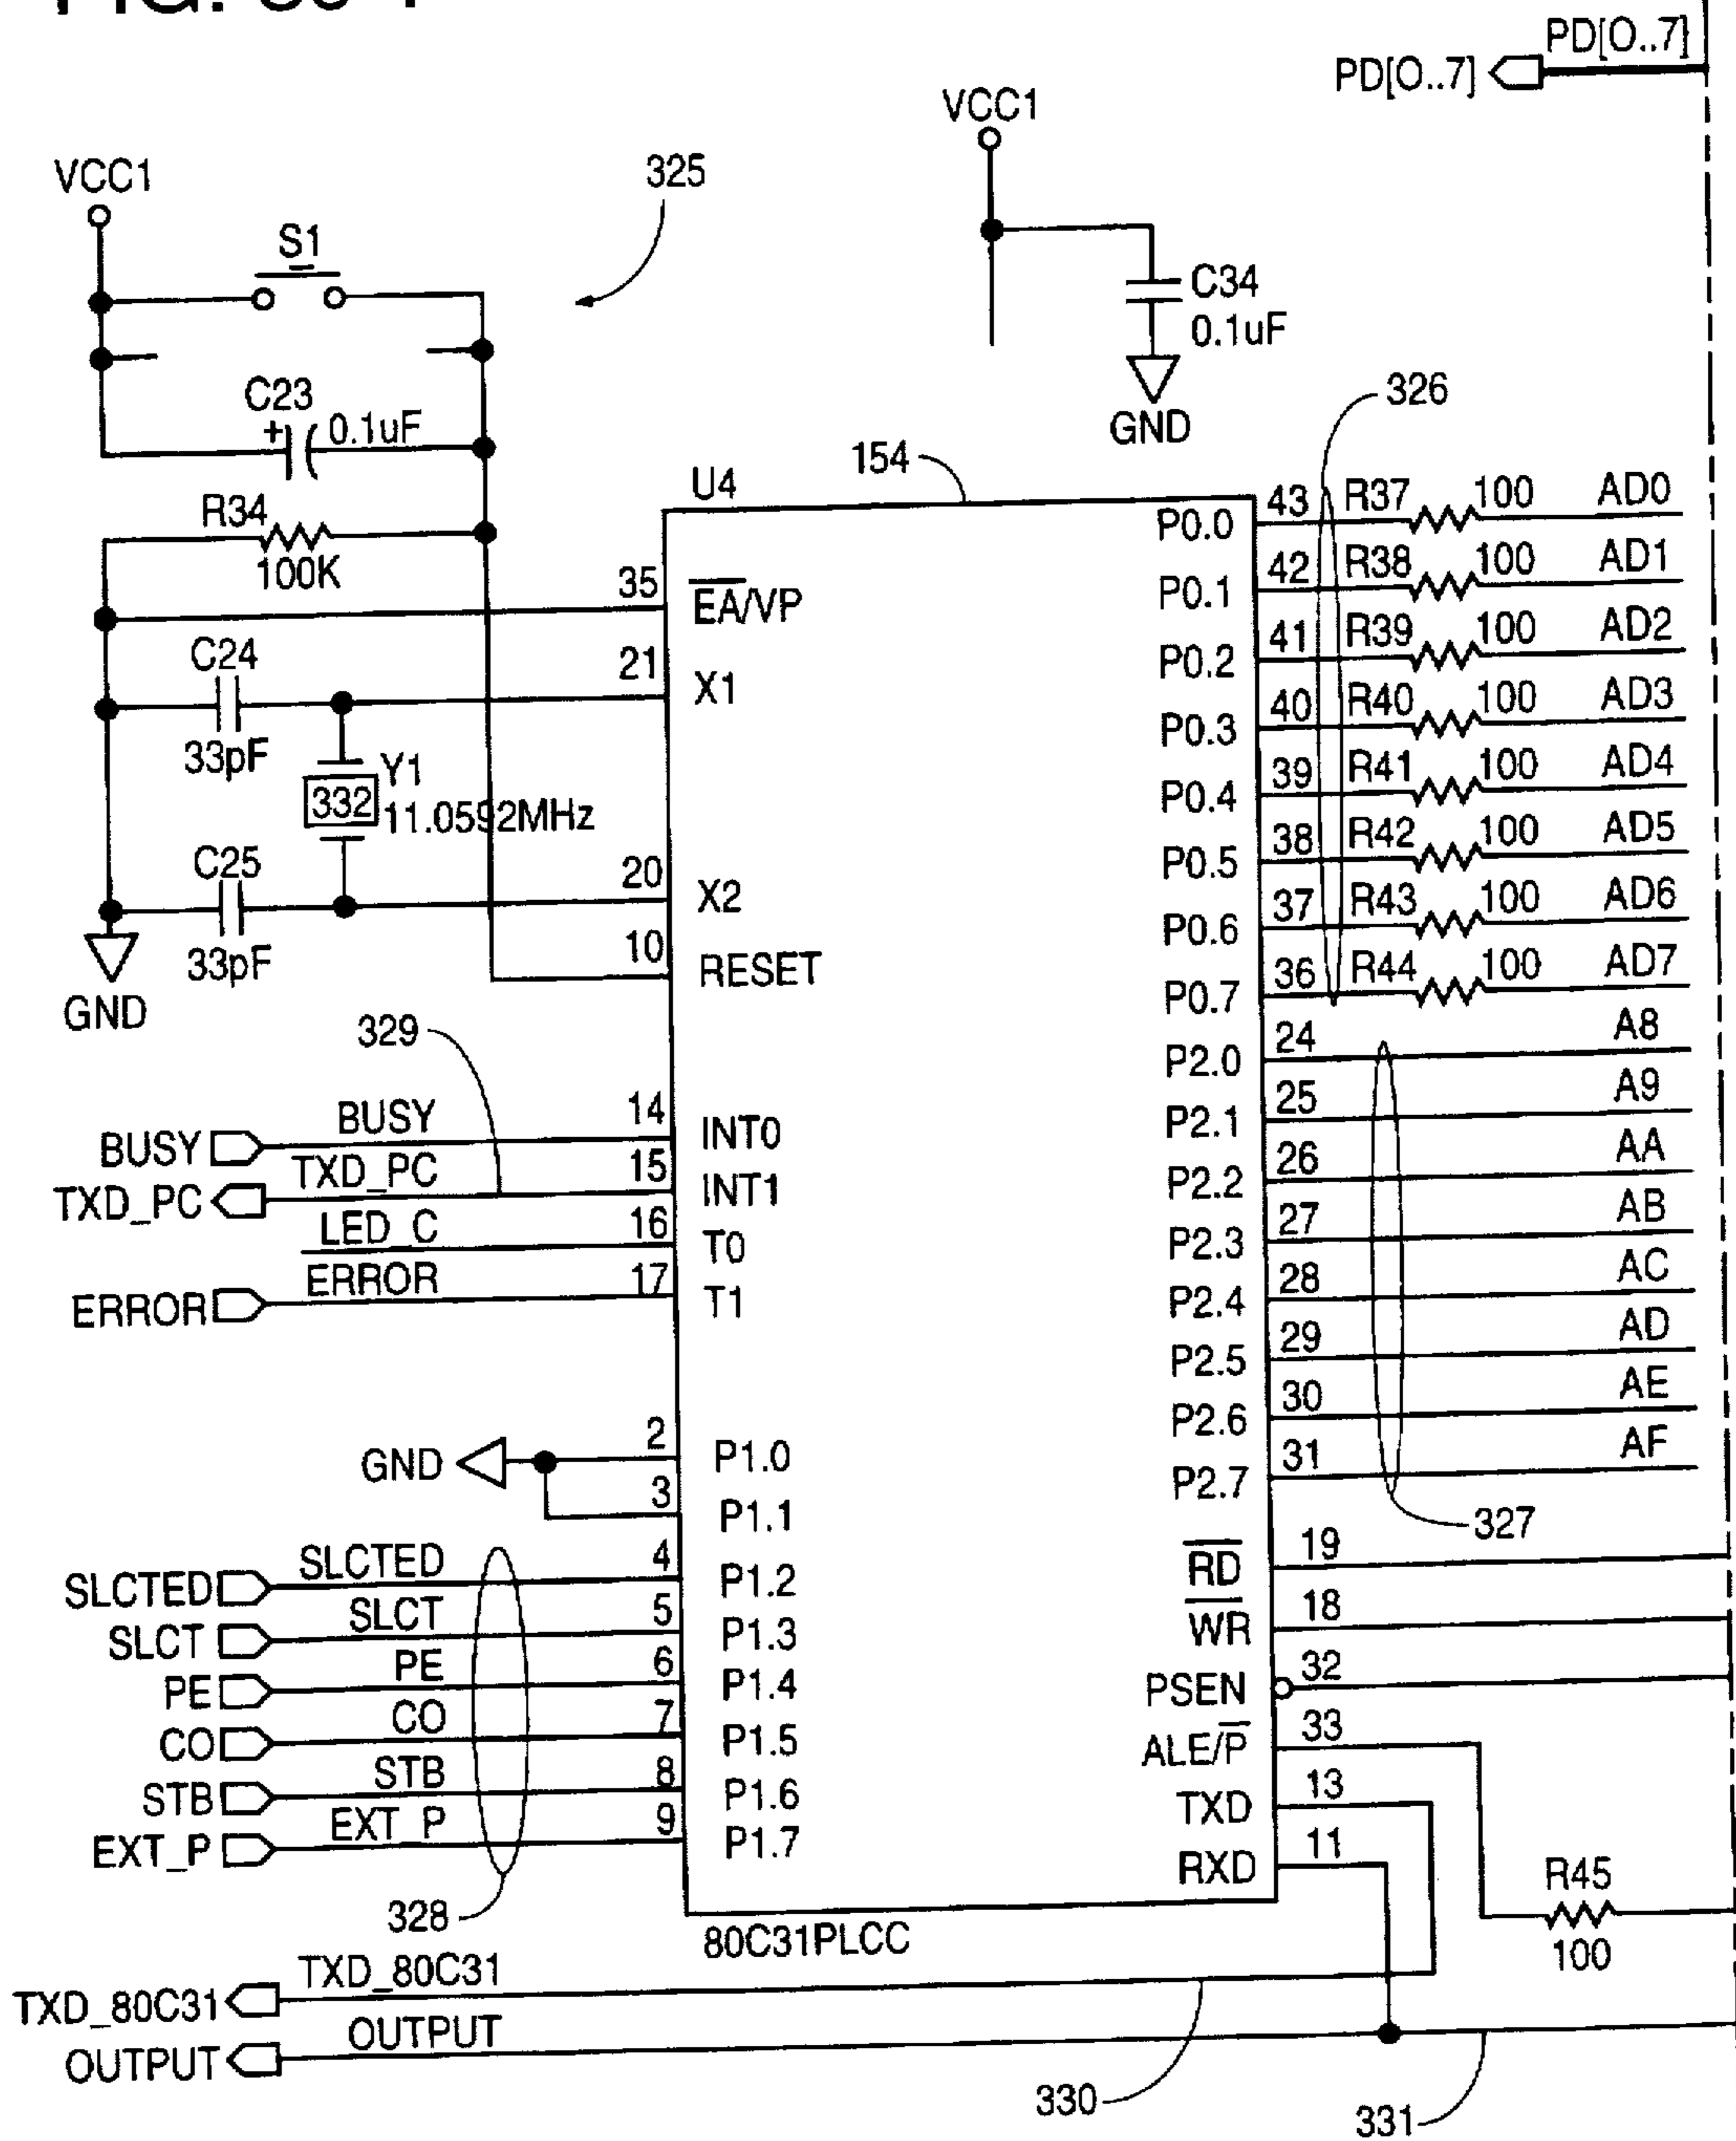 PD[O..7] PD[O..7]
VCC1
VCC1
325
S1
C34
0.1uF
GND
C23
+ 0.1uF
326
154
U4
R34
100K
35 EA/VP
C24
33pF
21 X1
Y1
332
11.0592MHz
C25
33pF
20 X2
10 RESET
GND
329
BUSY BUSY 14 INT0
TXD_PC TXD_PC 15 INT1
LED_C 16 T0
ERROR ERROR 17 T1
GND 2 P1.0
3 P1.1
SLCTED SLCTED 4 P1.2
SLCT SLCT 5 P1.3
PE PE 6 P1.4
CO CO 7 P1.5
STB STB 8 P1.6
EXT_P EXT_P 9 P1.7
328
P0.0 43 R37 100 AD0
P0.1 42 R38 100 AD1
P0.2 41 R39 100 AD2
P0.3 40 R40 100 AD3
P0.4 39 R41 100 AD4
P0.5 38 R42 100 AD5
P0.6 37 R43 100 AD6
P0.7 36 R44 100 AD7
P2.0 24 A8
P2.1 25 A9
P2.2 26 AA
P2.3 27 AB
P2.4 28 AC
P2.5 29 AD
P2.6 30 AE
P2.7 31 AF
327
RD 19
WR 18
PSEN 32
ALE/P 33
TXD 13
RXD 11
R45
100
80C31PLCC
TXD_80C31 TXD_80C31
OUTPUT OUTPUT
330
331